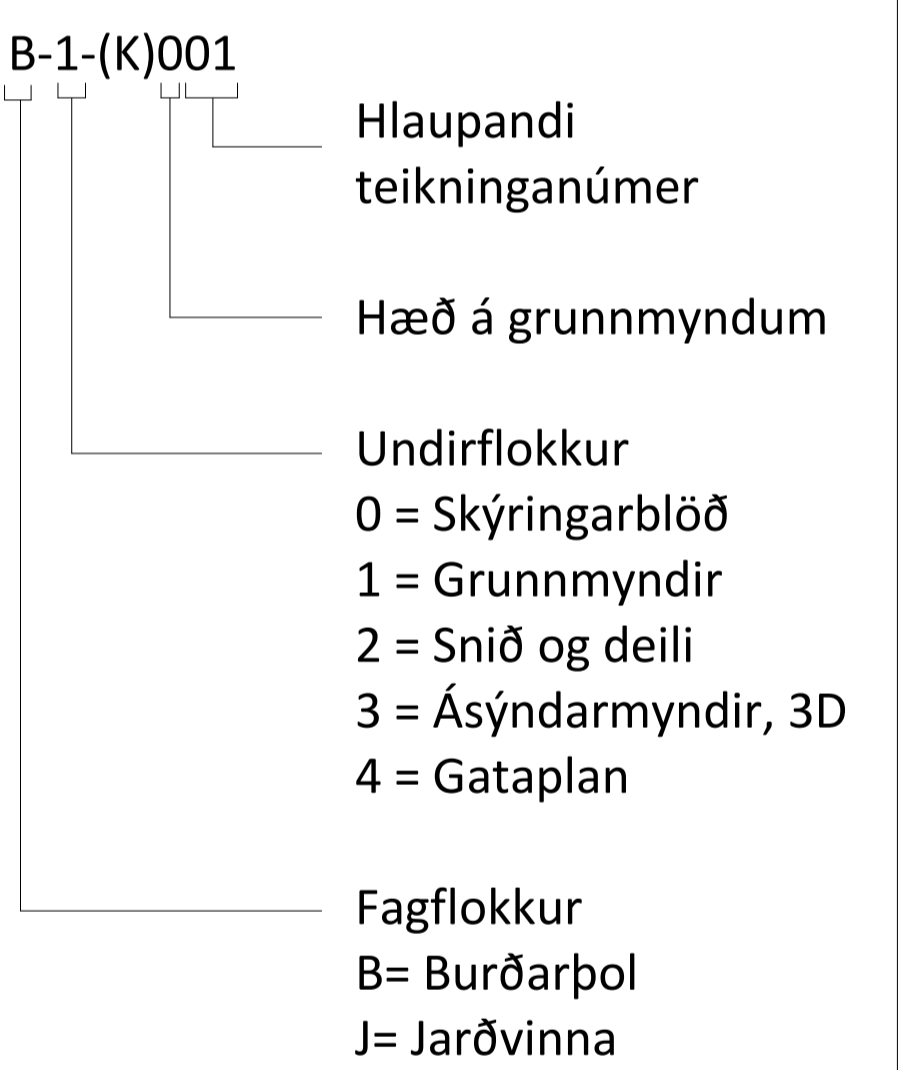 B-1-(K)001
Hlaupandi
teikninganúmer
Hæð á grunnmyndum
Undirflokkur
0 = Skýringarblöð
1 = Grunnmyndir
2 = Snið og deili
3 = Ásýndarmyndir, 3D
4 = Gataplan
Fagflokkur
B= Burðarþol
J= Jarðvinna